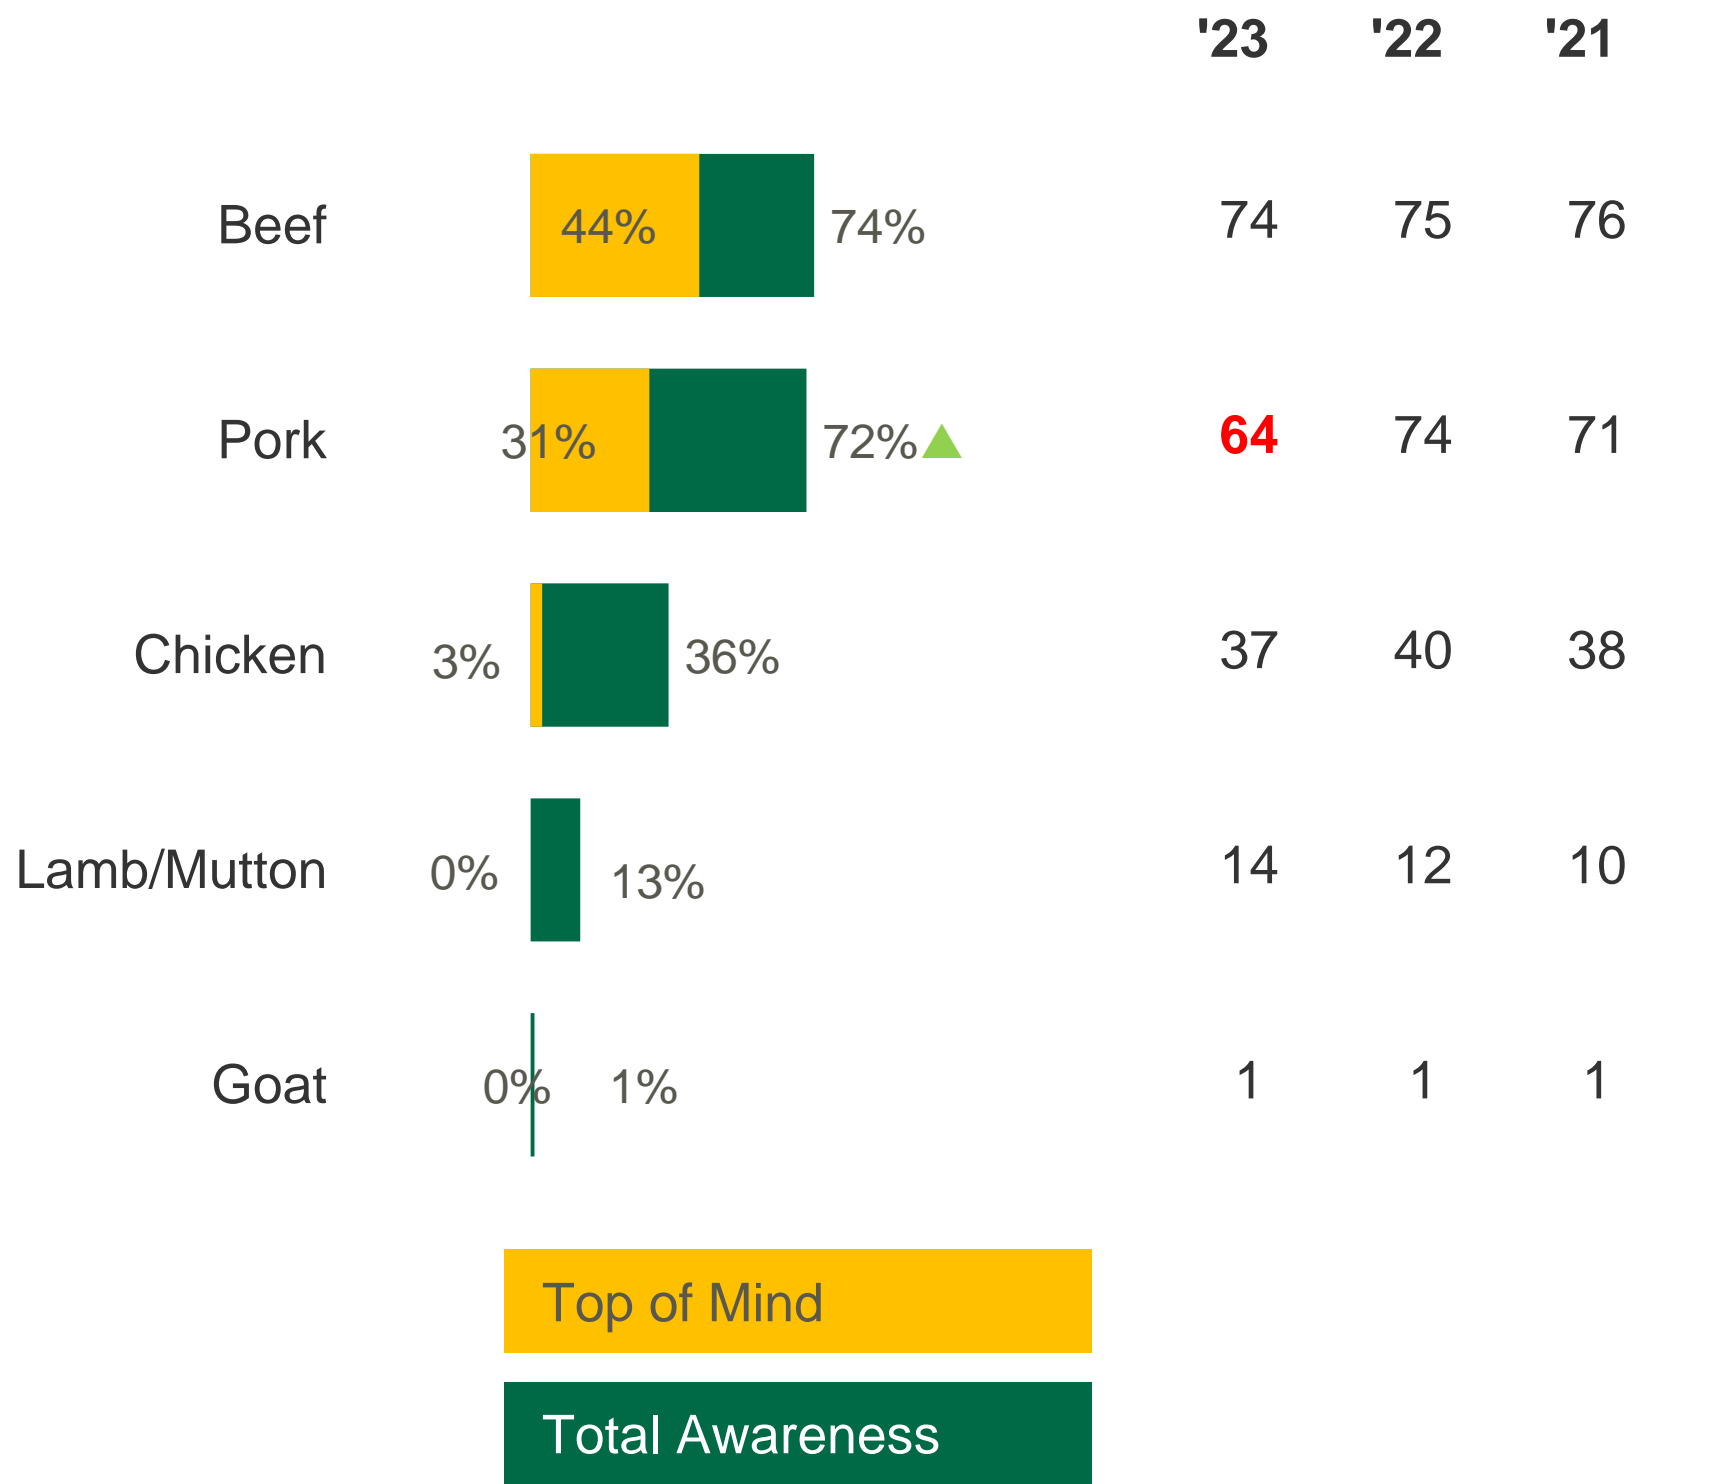 '23 '22 '21
Beef 44% 74% 74 75 76
Pork 31% 72% 64 74 71
Chicken 3% 36% 37 40 38
Lamb/Mutton 0% 13% 14 12 10
Goat 0% 1% 1 1 1
Top of Mind
Total Awareness